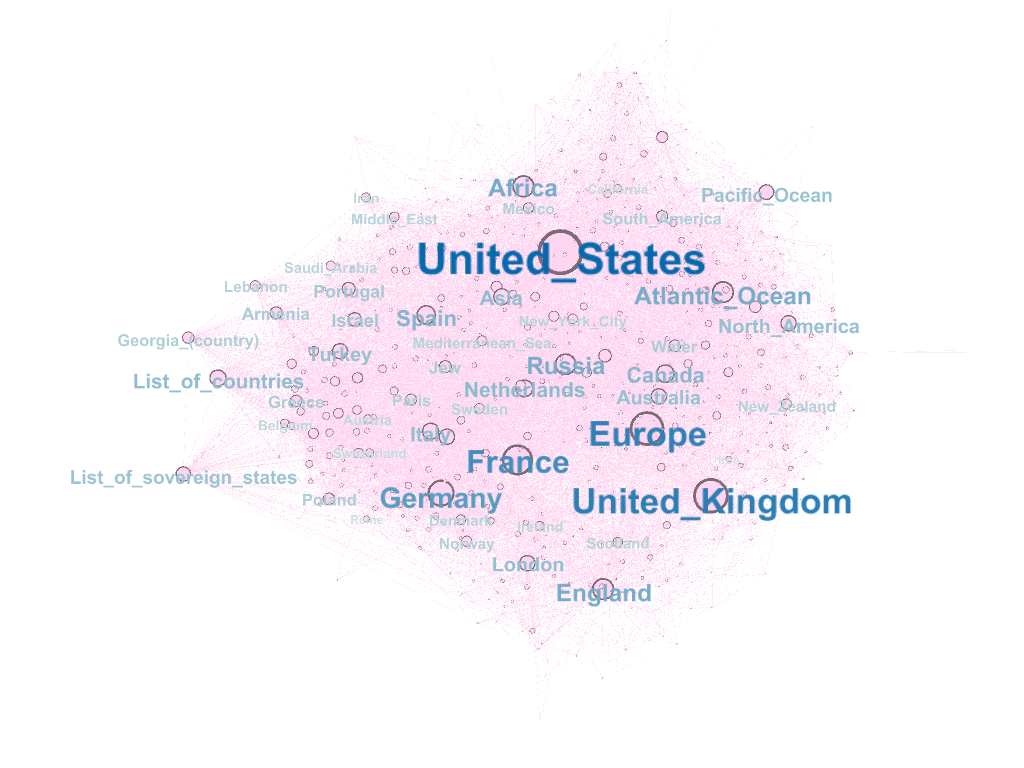 Africa
California
Pacific_Ocean
Iran
Mexico
Middle_East
South_America
United_States
Saudi_Arabia
Lebanon
Portugal
Asia
Atlantic_Ocean
Armenia
Israel
Spain
New_York_City
North_America
Georgia_(country)
Mediterranean_Sea
Water
Turkey
Jew
Russia
Canada
List_of_countries
Netherlands
Greece
Paris
Sweden
Australia
New_Zealand
Belgium
Austria
Italy
Europe
Switzerland
France
List_of_sovereign_states
Poland
Germany
United_Kingdom
Rome
Denmark
Ireland
Norway
Scotland
London
England